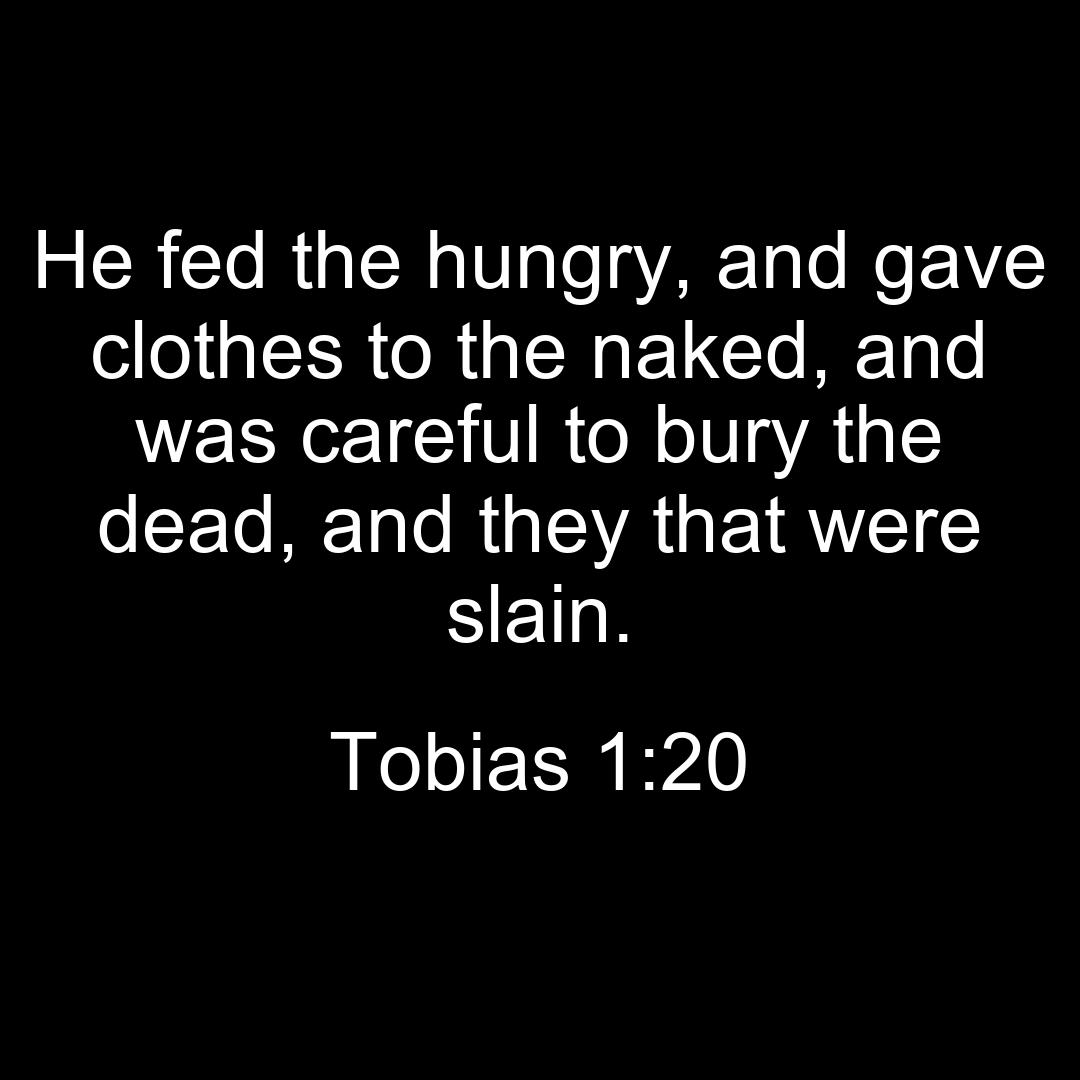 He fed the hungry, and gave
clothes to the naked, and
was careful to bury the
dead, and they that were
slain.
Tobias 1:20